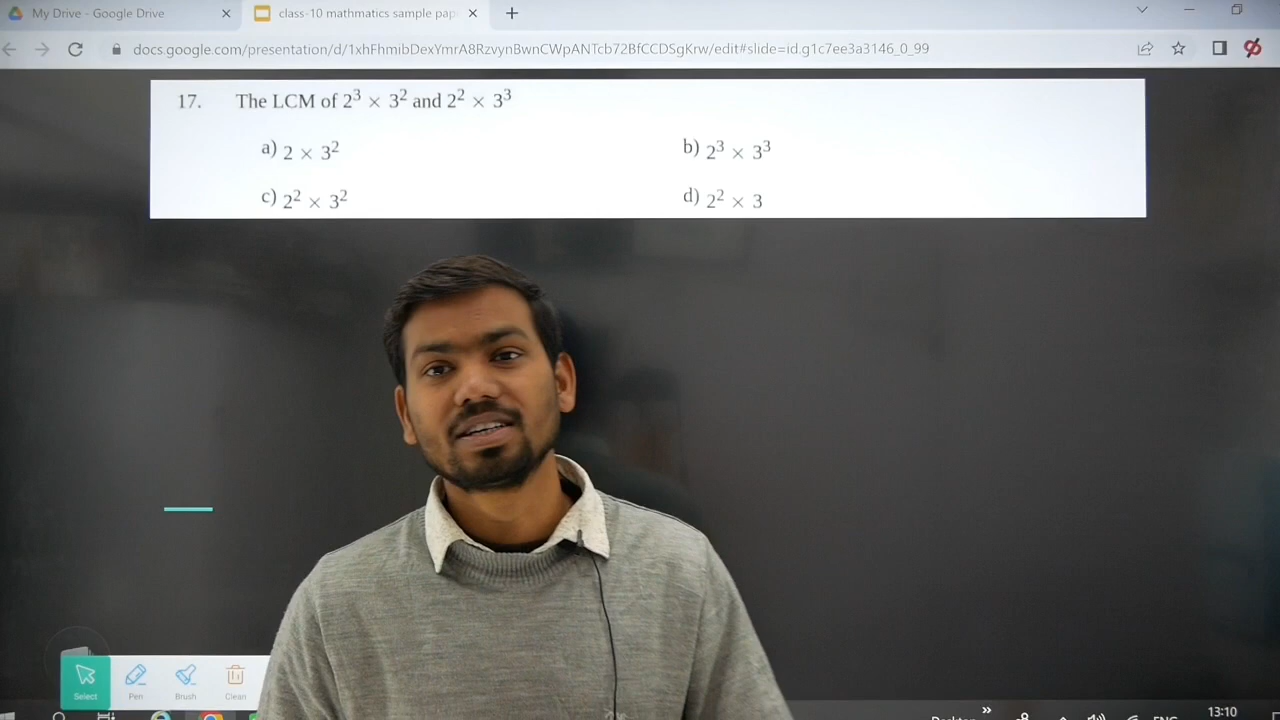 My Drive - Google Drive
class-10 mathmatics sample pap
docs.google.com/presentation/d/1xhFhmibDexYmrA8RzvynBwnCWpANTcb72BfCCDSgKrw/edit#slide=id.g1c7ee3a3146_0_99
17. The LCM of 2³ × 3² and 2² × 3³
a) 2 × 3² b) 2³ × 3³
c) 2² × 3² d) 2² × 3
Select Pen Brush Clean
Desktop » ENG 13:10